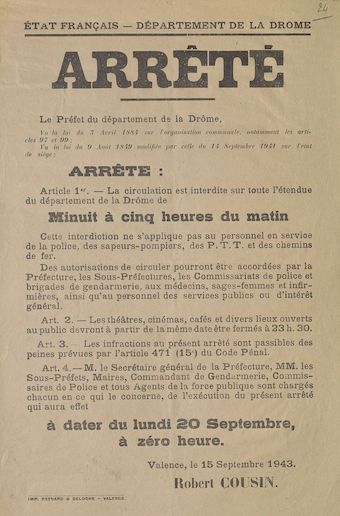 24
ÉTAT FRANÇAIS — DÉPARTEMENT DE LA DROME
ARRÊTÉ
Le Préfet du département de la Drôme,
Vu la loi du 5 Avril 1884 sur l'organisation communale, notamment les arti-
cles 97 et 99 ;
Vu la loi du 9 Août 1849 modifiée par celle du 14 Septembre 1941 sur l'état
de siège;
ARRÊTE :
Article 1er. — La circulation est interdite sur toute l'étendue
du département de la Drôme de
Minuit à cinq heures du matin
Cette interdiction ne s'applique pas au personnel en service
de la police, des sapeurs-pompiers, des P. T. T. et des chemins
de fer.
Des autorisations de circuler pourront être accordées par la
Préfecture, les Sous-Préfectures, les Commissariats de police et
brigades de gendarmerie, aux médecins, sages-femmes et infir-
mières, ainsi qu'au personnel des services publics ou d'intérêt
général.
Art. 2. — Les théâtres, cinémas, cafés et divers lieux ouverts
au public devront à partir de la même date être fermés à 23 h. 30.
Art. 3. — Les infractions au présent arrêté sont passibles des
peines prévues par l'article 471 (15°) du Code Pénal.
Art. 4. — M. le Secrétaire général de la Préfecture, MM. les
Sous-Préfets, Maires, Commandant de Gendarmerie, Commis-
saires de Police et tous Agents de la force publique sont chargés
chacun en ce qui le concerne, de l'exécution du présent arrêté
qui aura effet
à dater du lundi 20 Septembre,
à zéro heure.
Valence, le 15 Septembre 1943.
Robert COUSIN.
IMP. REYNARD & DELOCHE - VALENCE